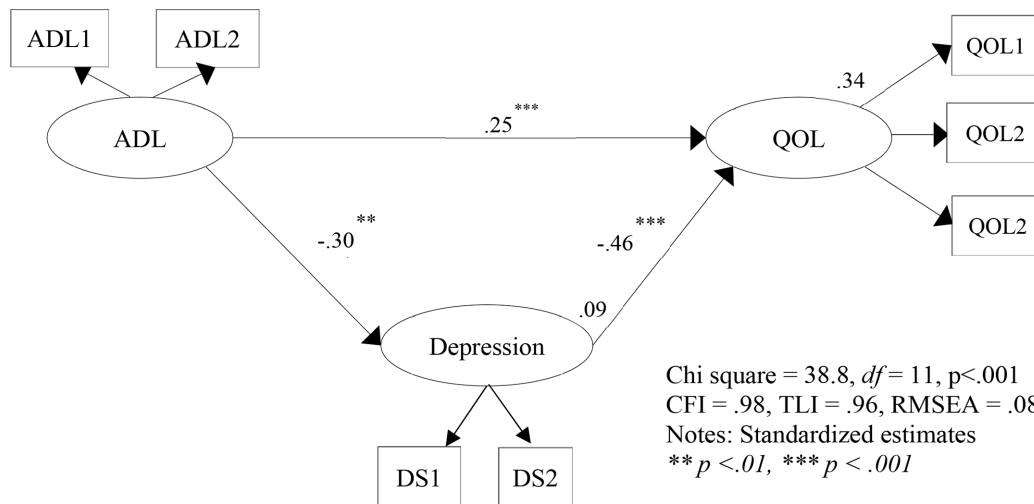 ADL1
ADL2
QOL1
.34
.25***
ADL
QOL
QOL2
QOL2
-.30**
-.46***
.09
Depression
Chi square = 38.8, df = 11, p<.001
CFI = .98, TLI = .96, RMSEA = .08
Notes: Standardized estimates
** p <.01, *** p < .001
DS1
DS2